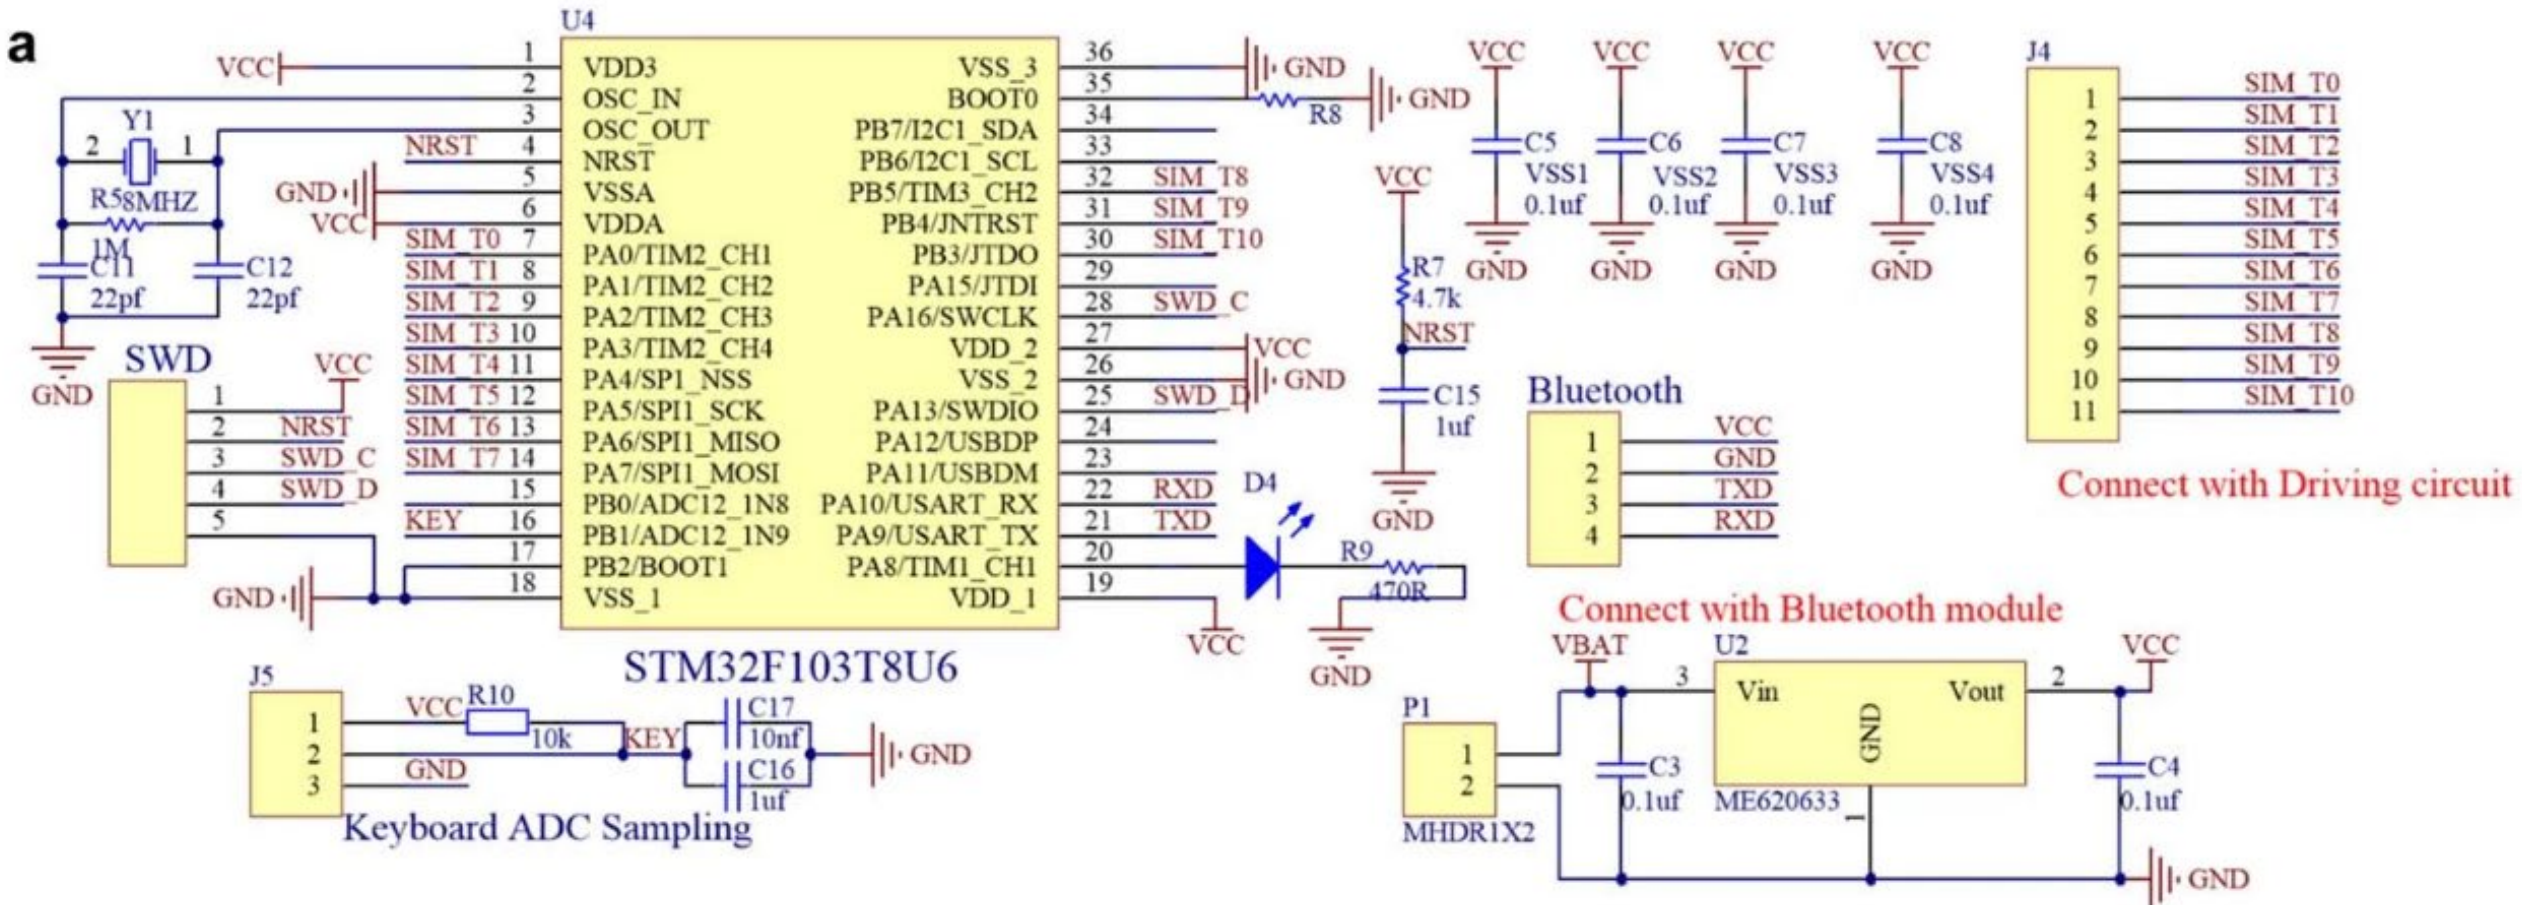 a
U4
VCC
1 VDD3
2 OSC_IN
3 OSC_OUT
NRST 4 NRST
GND 5 VSSA
VCC 6 VDDA
SIM_T0 7 PA0/TIM2_CH1
SIM_T1 8 PA1/TIM2_CH2
SIM_T2 9 PA2/TIM2_CH3
SIM_T3 10 PA3/TIM2_CH4
SIM_T4 11 PA4/SP1_NSS
SIM_T5 12 PA5/SPI1_SCK
SIM_T6 13 PA6/SPI1_MISO
SIM_T7 14 PA7/SPI1_MOSI
15 PB0/ADC12_1N8
KEY 16 PB1/ADC12_1N9
17 PB2/BOOT1
GND 18 VSS_1
VSS_3 36 GND
BOOT0 35 R8 GND
PB7/I2C1_SDA 34
PB6/I2C1_SCL 33
PB5/TIM3_CH2 32 SIM_T8
PB4/JNTRST 31 SIM_T9
PB3/JTDO 30 SIM_T10
PA15/JTDI 29
PA16/SWCLK 28 SWD_C
VDD_2 27 VCC
VSS_2 26 GND
PA13/SWDIO 25 SWD_D
PA12/USBDP 24
PA11/USBDM 23
PA10/USART_RX 22 RXD
PA9/USART_TX 21 TXD
PA8/TIM1_CH1 20
VDD_1 19
VCC
STM32F103T8U6
Y1
2 1
R5 8MHZ
1M
C11
22pf
C12
22pf
GND
SWD
1 VCC
2 NRST
3 SWD_C
4 SWD_D
5
D4
R9
470R
GND
VCC
R7
4.7k
NRST
C15
1uf
GND
VCC VCC VCC VCC
C5 C6 C7 C8
VSS1 VSS2 VSS3 VSS4
0.1uf 0.1uf 0.1uf 0.1uf
GND GND GND GND
J4
1 SIM_T0
2 SIM_T1
3 SIM_T2
4 SIM_T3
5 SIM_T4
6 SIM_T5
7 SIM_T6
8 SIM_T7
9 SIM_T8
10 SIM_T9
11 SIM_T10
Connect with Driving circuit
Bluetooth
1 VCC
2 GND
3 TXD
4 RXD
Connect with Bluetooth module
J5
1 VCC R10
10k
2 KEY
3 GND
C17
10nf
C16
1uf
GND
Keyboard ADC Sampling
VBAT U2 VCC
3 Vin Vout 2
GND
1
P1
1
2
MHDR1X2
C3
0.1uf
ME620633
C4
0.1uf
GND